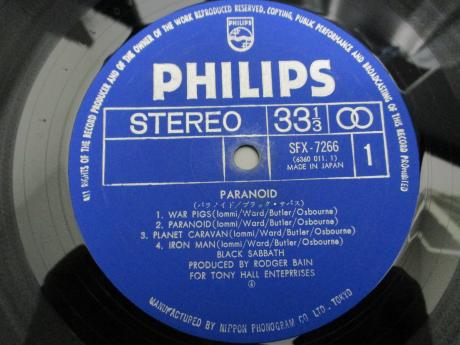 ALL RIGHTS OF THE RECORD PRODUCER AND OF THE OWNER OF THE WORK REPRODUCED RESERVED, COPYING, PUBLIC PERFORMANCE AND BROADCASTING OF THIS RECORD PROHIBITED
PHILIPS
PHILIPS
STEREO 33 1/3
SFX-7266
(6360 011.1)
MADE IN JAPAN
1
PARANOID
(パラノイド/ブラック・サバス)
1. WAR PIGS(Iommi/Ward/Butler/Osbourne)
2. PARANOID(Iommi/Ward/Butler/Osbourne)
3. PLANET CARAVAN(Iommi/Ward/Butler/Osbourne)
4. IRON MAN(Iommi/Ward/Butler/Osbourne)
BLACK SABBATH
PRODUCED BY RODGER BAIN
FOR TONY HALL ENTEPRRISES
MANUFACTURED BY NIPPON PHONOGRAM CO LTD., TOKYO